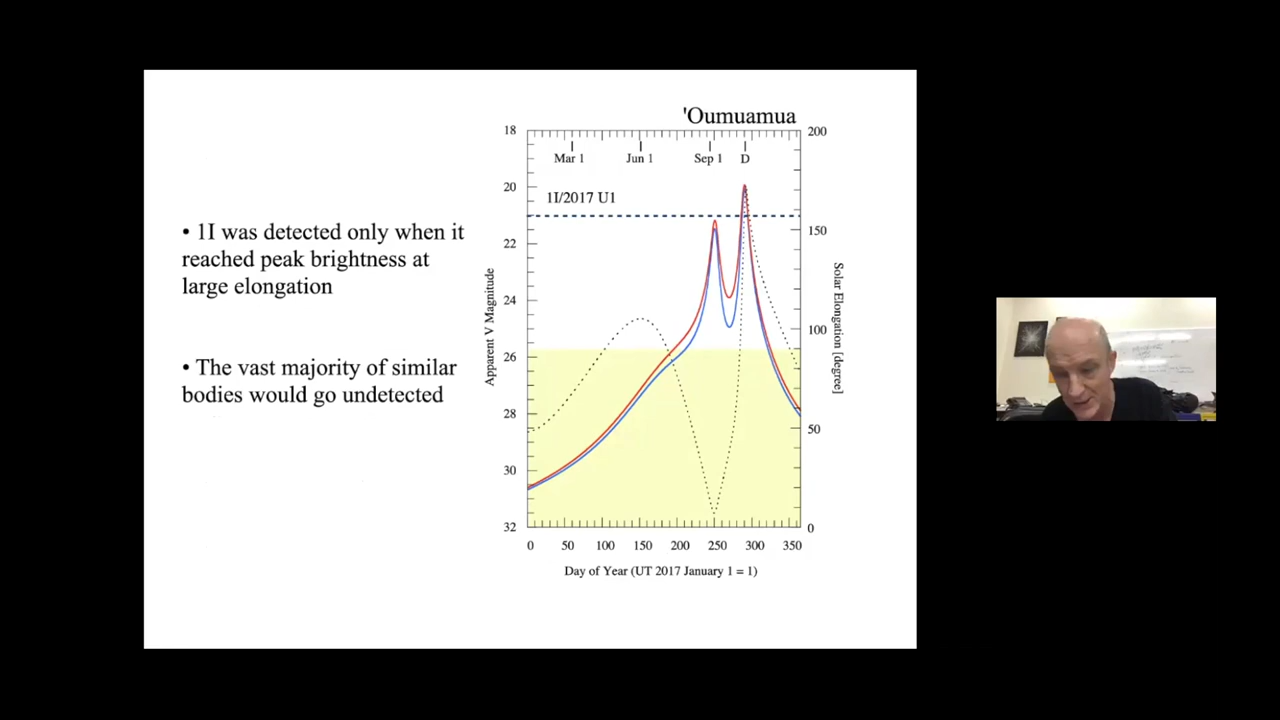 'Oumuamua
• 1I was detected only when it
reached peak brightness at
large elongation
• The vast majority of similar
bodies would go undetected
18
20
22
24
26
28
30
32
Apparent V Magnitude
Mar 1
Jun 1
Sep 1
D
1I/2017 U1
200
150
100
50
0
Solar Elongation [degree]
0
50
100
150
200
250
300
350
Day of Year (UT 2017 January 1 = 1)